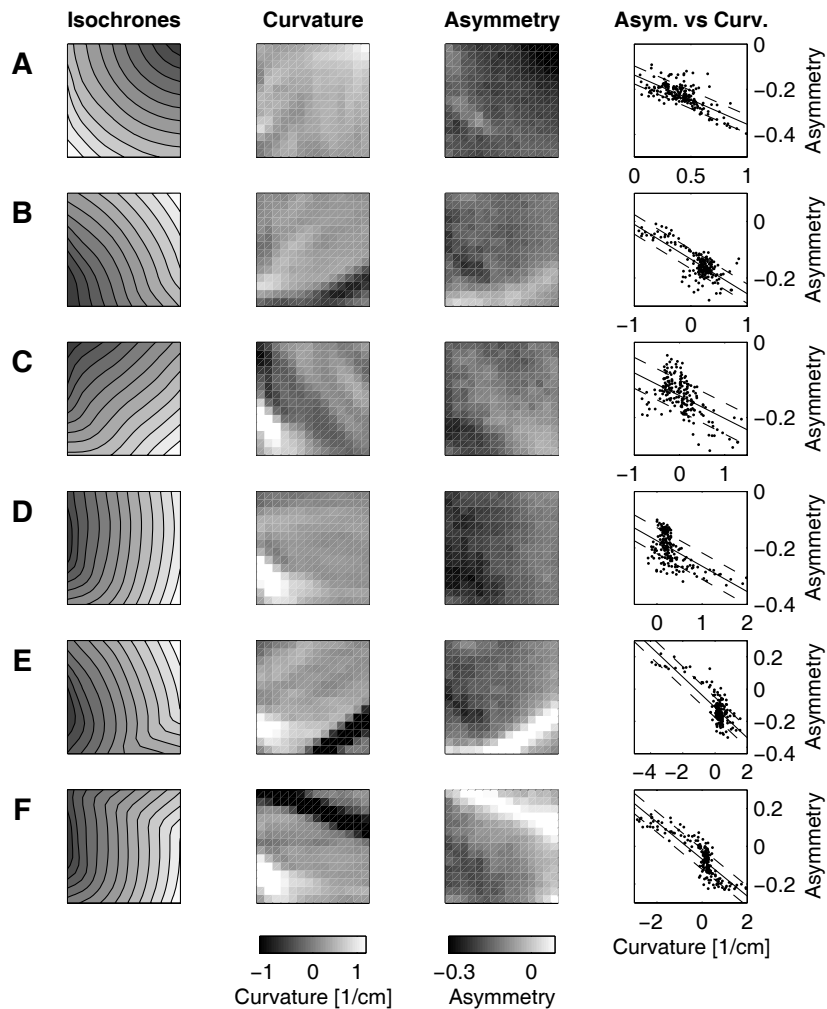 Isochrones Curvature Asymmetry Asym. vs Curv.
A
0
−0.2
−0.4
Asymmetry
0 0.5 1
B
0
−0.2
Asymmetry
−1 0 1
C
0
−0.2
Asymmetry
−1 0 1
D
0
−0.2
−0.4
Asymmetry
0 1 2
E
0.2
0
−0.2
−0.4
Asymmetry
−4 −2 0 2
F
0.2
0
−0.2
Asymmetry
−2 0 2
Curvature [1/cm]
−1 0 1
Curvature [1/cm]
−0.3 0
Asymmetry